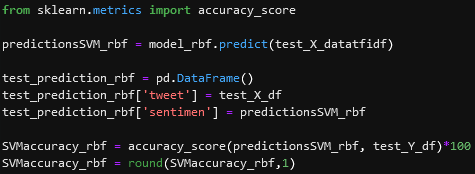 from sklearn.metrics import accuracy_score
predictionsSVM_rbf = model_rbf.predict(test_X_datatfidf)
test_prediction_rbf = pd.DataFrame()
test_prediction_rbf['tweet'] = test_X_df
test_prediction_rbf['sentimen'] = predictionsSVM_rbf
SVMaccuracy_rbf = accuracy_score(predictionsSVM_rbf, test_Y_df)*100
SVMaccuracy_rbf = round(SVMaccuracy_rbf,1)